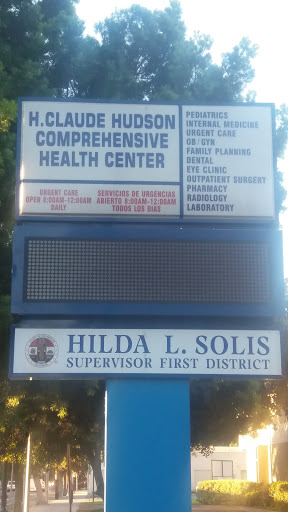 H.CLAUDE HUDSON
COMPREHENSIVE
HEALTH CENTER
URGENT CARE
OPEN 8:00AM-12:00AM
DAILY
SERVICIOS DE URGENCIAS
ABIERTO 8:00AM-12:00AM
TODOS LOS DIAS
PEDIATRICS
INTERNAL MEDICINE
URGENT CARE
OB/GYN
FAMILY PLANNING
DENTAL
EYE CLINIC
OUTPATIENT SURGERY
PHARMACY
RADIOLOGY
LABORATORY
HILDA L. SOLIS
SUPERVISOR FIRST DISTRICT